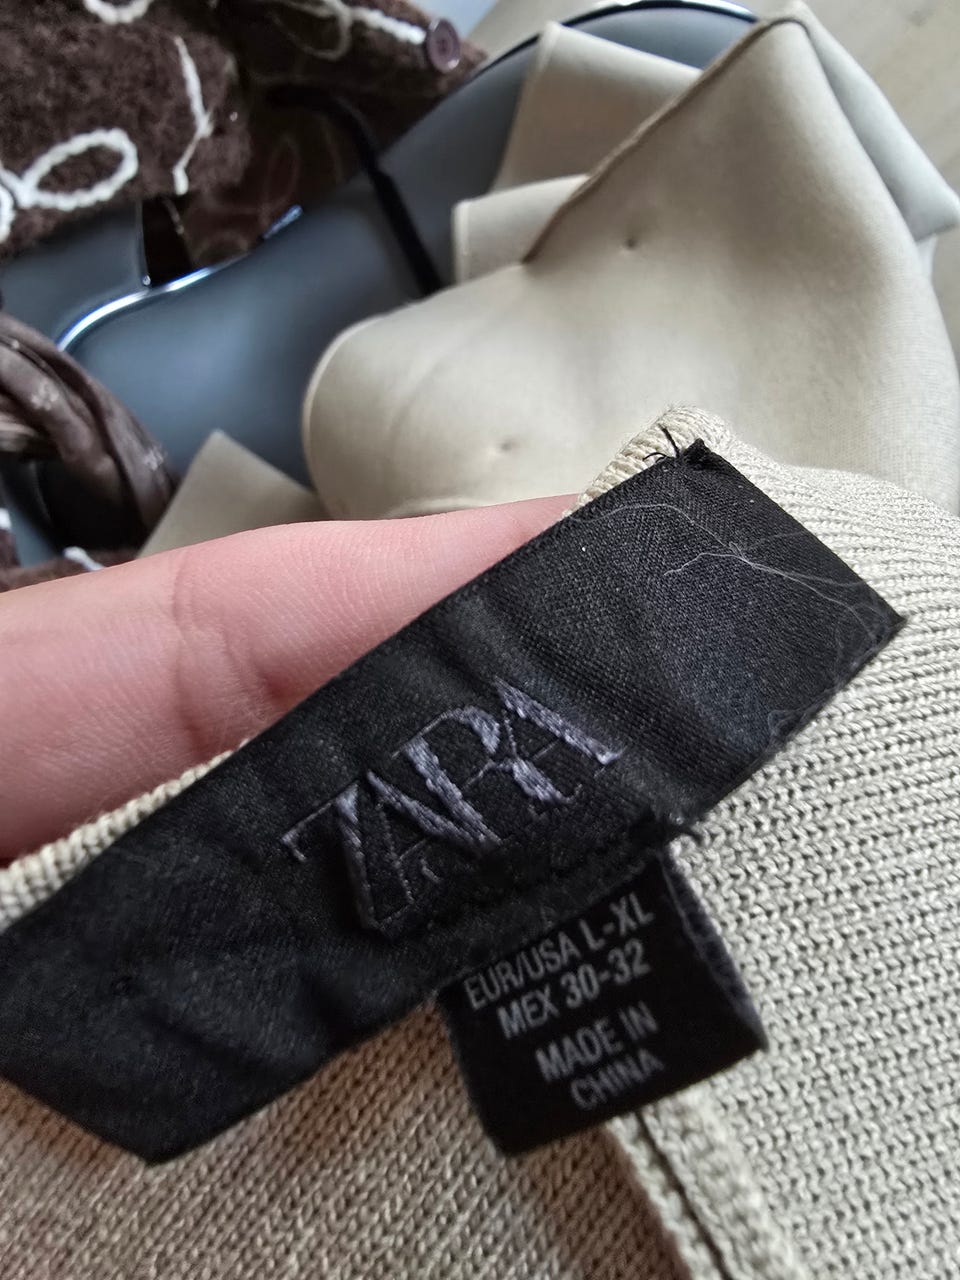 ZARA
EUR/USA L-XL
MEX 30-32
MADE IN
CHINA